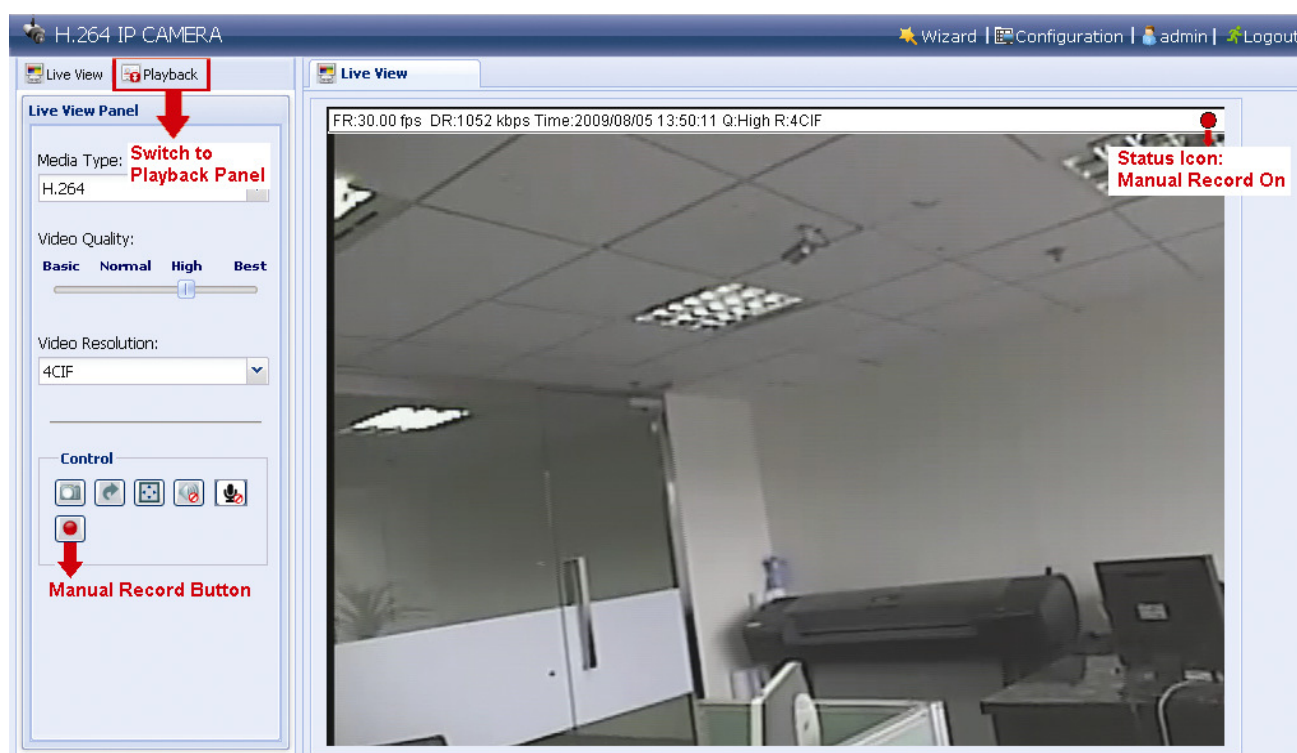 H.264 IP CAMERA
Wizard | Configuration | admin | Logout
Live View Playback
Live View
Live View Panel
FR:30.00 fps DR:1052 kbps Time:2009/08/05 13:50:11 Q:High R:4CIF
Switch to
Playback Panel
Status Icon:
Manual Record On
Media Type:
H.264
Video Quality:
Basic Normal High Best
Video Resolution:
4CIF
Control
Manual Record Button